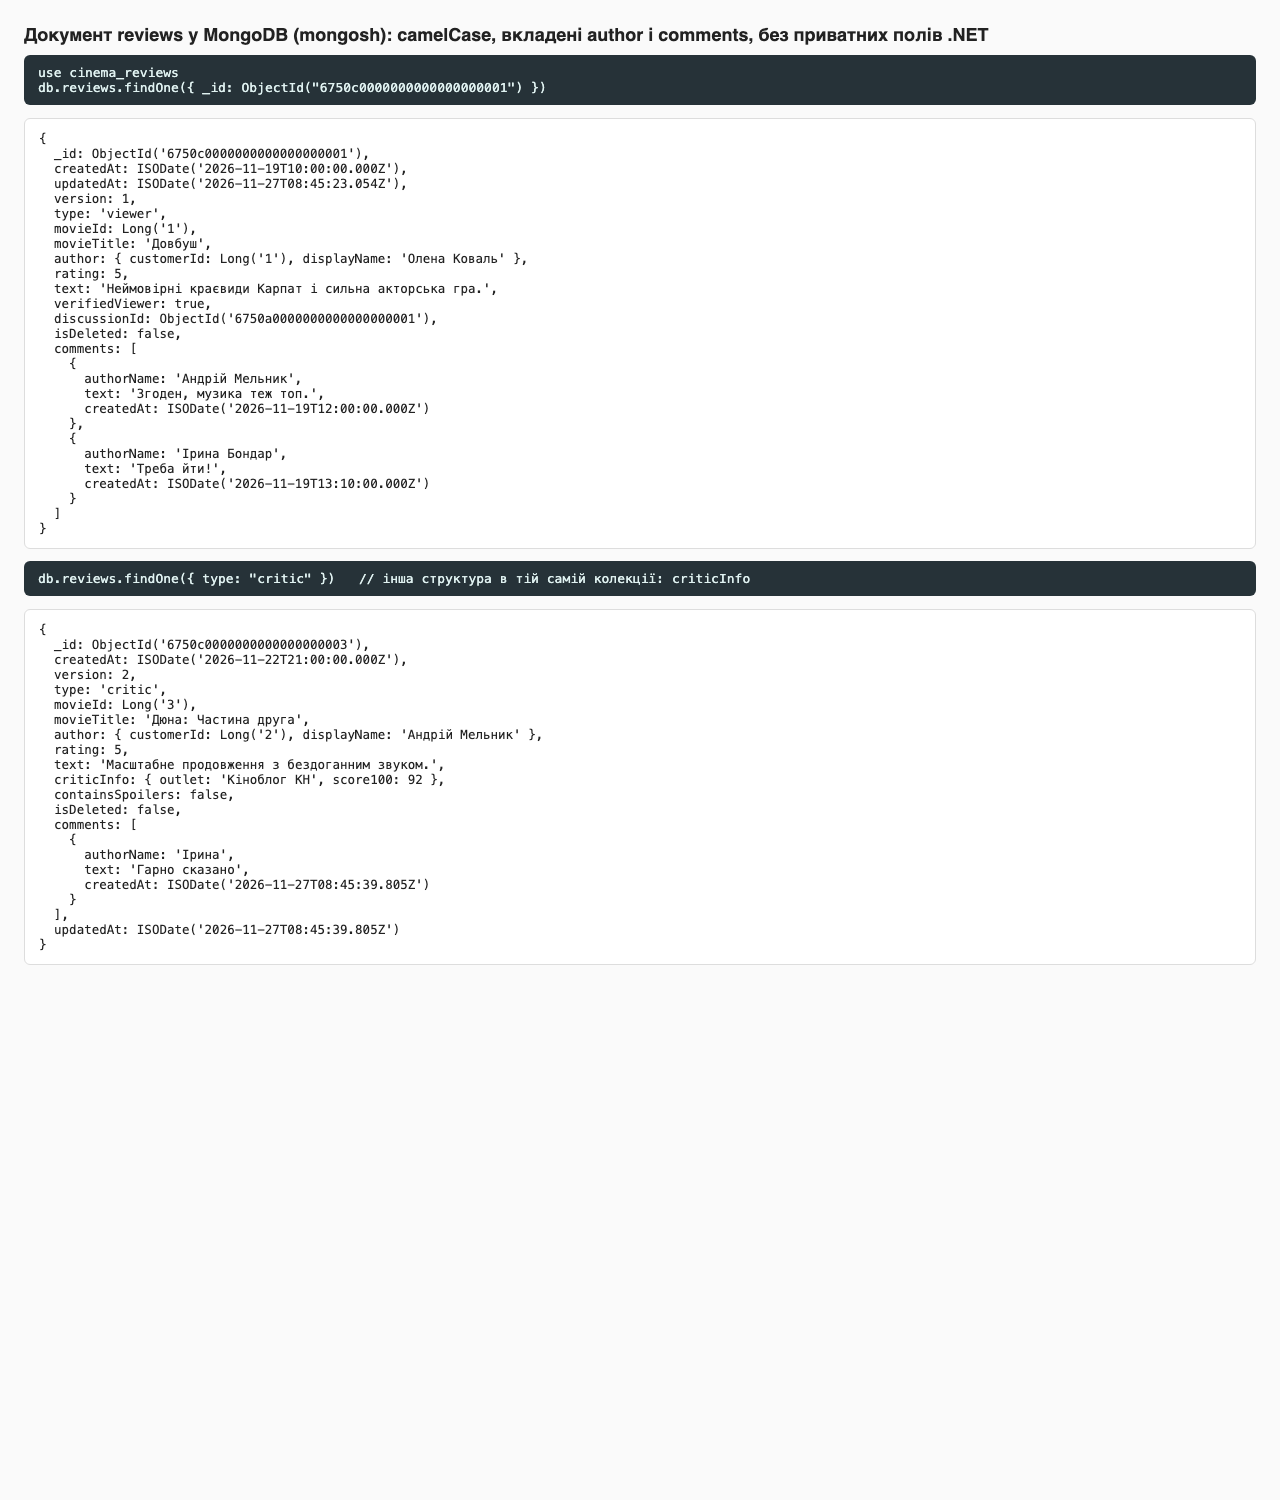 Документ reviews у MongoDB (mongosh): camelCase, вкладені author і comments, без приватних полів .NET
use cinema_reviews
db.reviews.findOne({ _id: ObjectId("6750c0000000000000000001") })
{
  _id: ObjectId('6750c0000000000000000001'),
  createdAt: ISODate('2026-11-19T10:00:00.000Z'),
  updatedAt: ISODate('2026-11-27T08:45:23.054Z'),
  version: 1,
  type: 'viewer',
  movieId: Long('1'),
  movieTitle: 'Довбуш',
  author: { customerId: Long('1'), displayName: 'Олена Коваль' },
  rating: 5,
  text: 'Неймовірні краєвиди Карпат і сильна акторська гра.',
  verifiedViewer: true,
  discussionId: ObjectId('6750a0000000000000000001'),
  isDeleted: false,
  comments: [
    {
      authorName: 'Андрій Мельник',
      text: 'Згоден, музика теж топ.',
      createdAt: ISODate('2026-11-19T12:00:00.000Z')
    },
    {
      authorName: 'Ірина Бондар',
      text: 'Треба йти!',
      createdAt: ISODate('2026-11-19T13:10:00.000Z')
    }
  ]
}
db.reviews.findOne({ type: "critic" })   // інша структура в тій самій колекції: criticInfo
{
  _id: ObjectId('6750c0000000000000000003'),
  createdAt: ISODate('2026-11-22T21:00:00.000Z'),
  version: 2,
  type: 'critic',
  movieId: Long('3'),
  movieTitle: 'Дюна: Частина друга',
  author: { customerId: Long('2'), displayName: 'Андрій Мельник' },
  rating: 5,
  text: 'Масштабне продовження з бездоганним звуком.',
  criticInfo: { outlet: 'Кіноблог КН', score100: 92 },
  containsSpoilers: false,
  isDeleted: false,
  comments: [
    {
      authorName: 'Ірина',
      text: 'Гарно сказано',
      createdAt: ISODate('2026-11-27T08:45:39.805Z')
    }
  ],
  updatedAt: ISODate('2026-11-27T08:45:39.805Z')
}